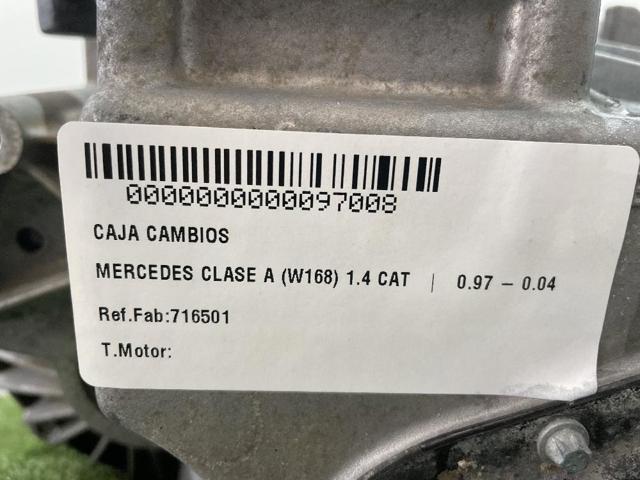 0000000000097008
CAJA CAMBIOS
MERCEDES CLASE A (W168) 1.4 CAT | 0.97 – 0.04
Ref.Fab:716501
T.Motor: